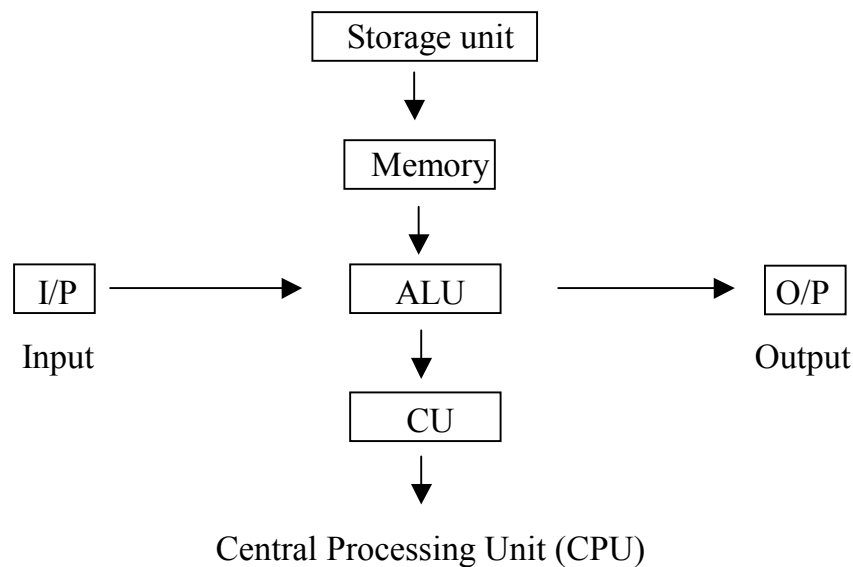 Storage unit
Memory
I/P
ALU
O/P
Input
Output
CU
Central Processing Unit (CPU)